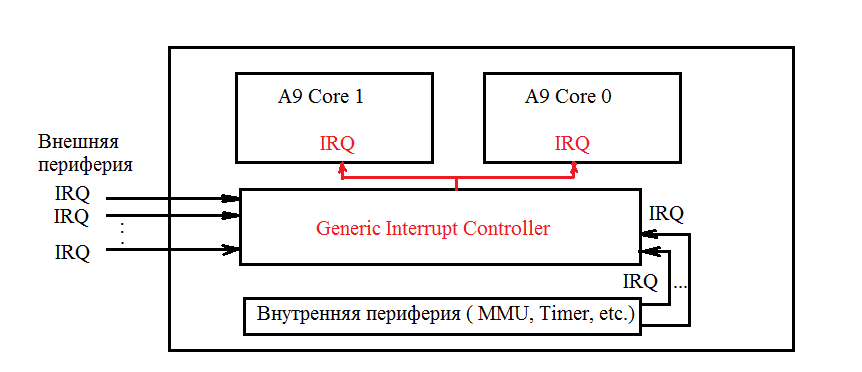 A9 Core 1
A9 Core 0
IRQ
IRQ
Внешняя
периферия
IRQ
IRQ
...
IRQ
Generic Interrupt Controller
IRQ
IRQ
...
Внутренняя периферия ( MMU, Timer, etc.)